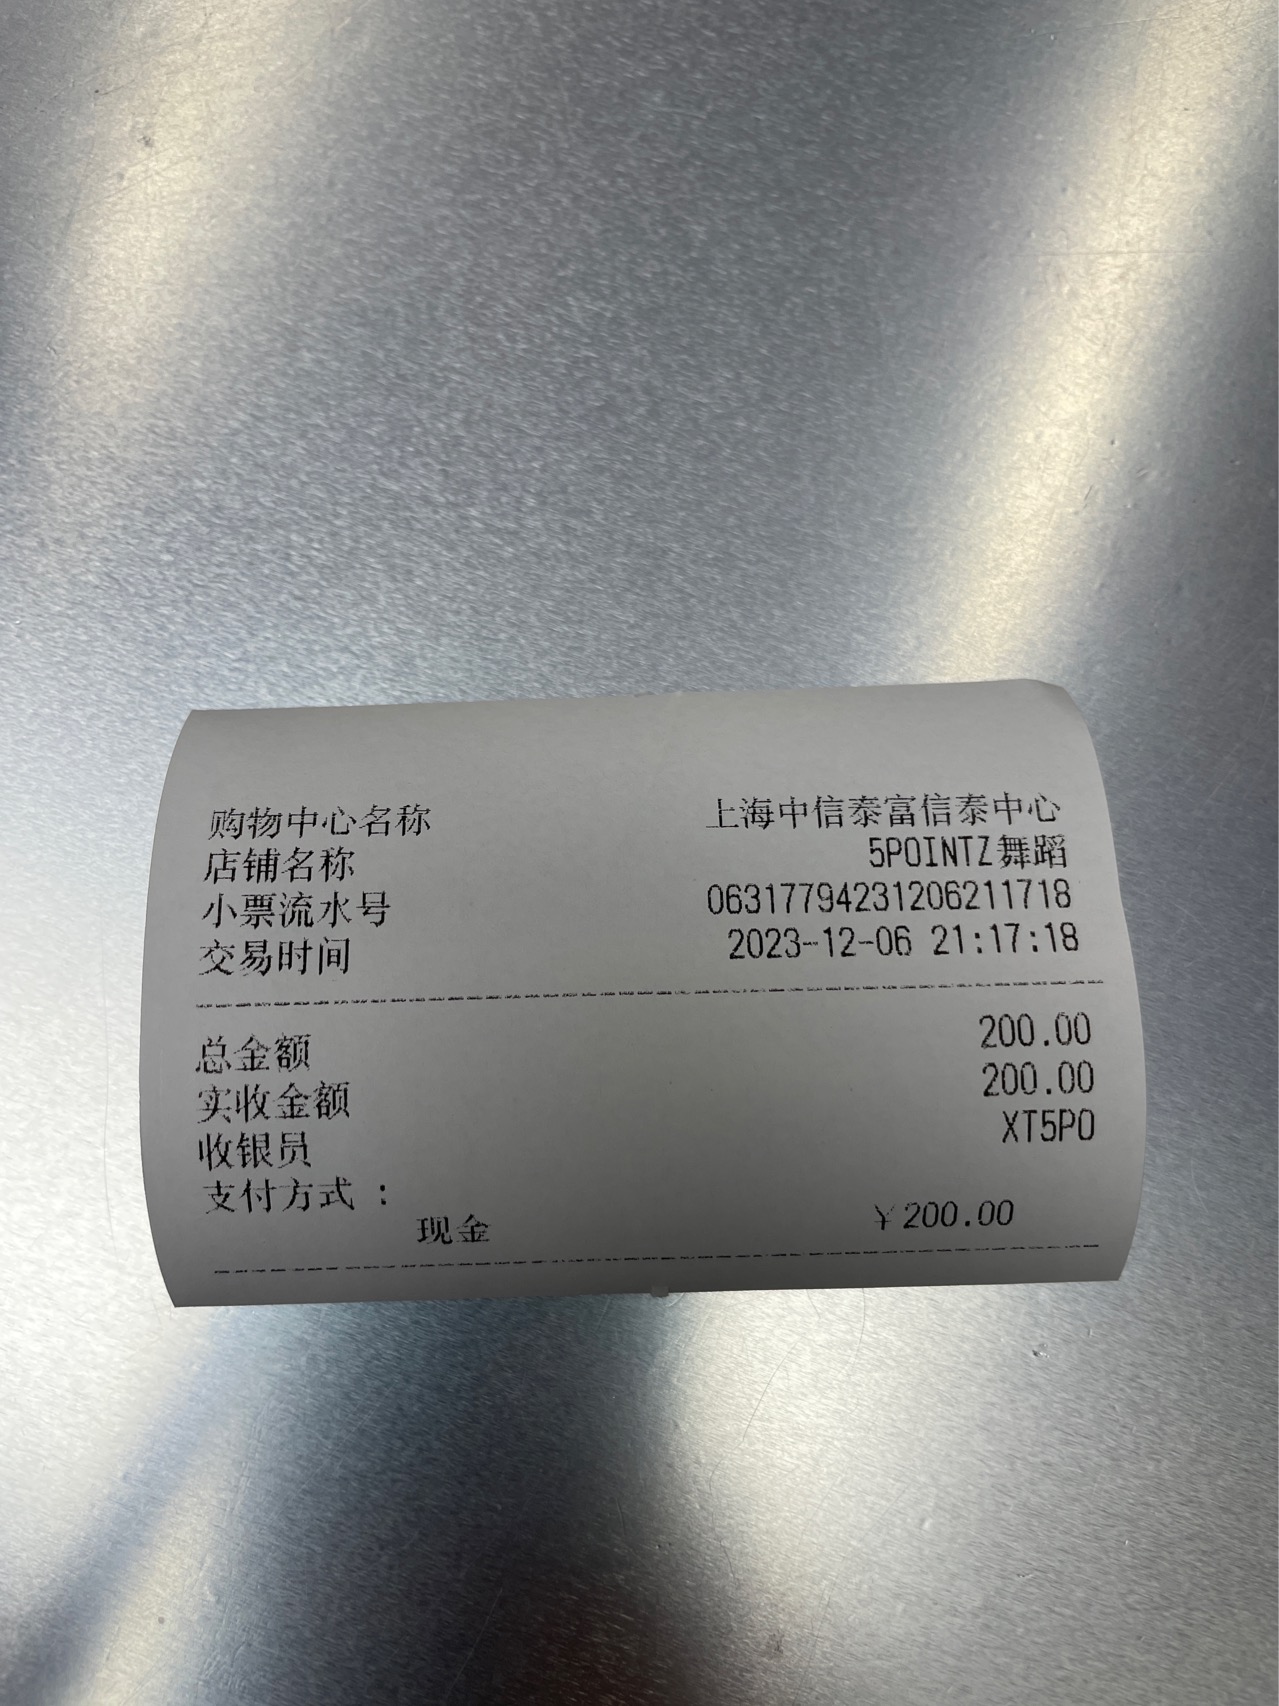 购物中心名称 上海中信泰富信泰中心
店铺名称 5POINTZ舞蹈
小票流水号 06317794231206211718
交易时间 2023-12-06 21:17:18
总金额 200.00
实收金额 200.00
收银员 XT5PO
支付方式 :
现金 ¥200.00